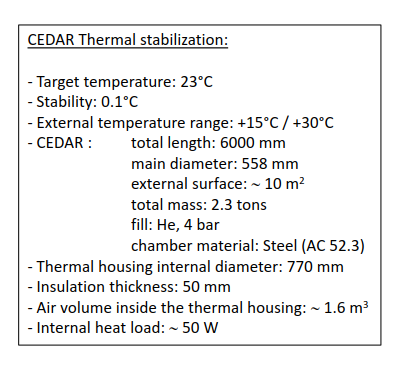 CEDAR Thermal stabilization:
- Target temperature: 23°C
- Stability: 0.1°C
- External temperature range: +15°C / +30°C
- CEDAR : total length: 6000 mm
main diameter: 558 mm
external surface: ~ 10 m²
total mass: 2.3 tons
fill: He, 4 bar
chamber material: Steel (AC 52.3)
- Thermal housing internal diameter: 770 mm
- Insulation thickness: 50 mm
- Air volume inside the thermal housing: ~ 1.6 m³
- Internal heat load: ~ 50 W